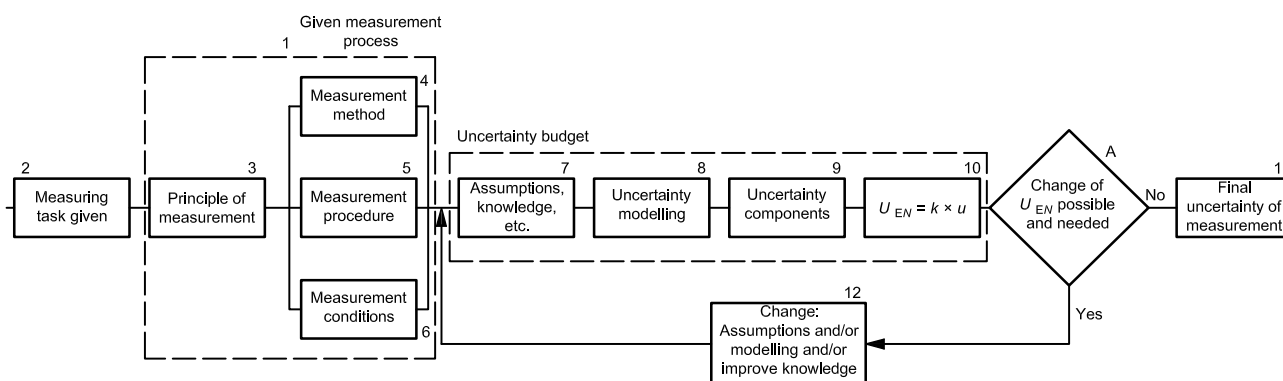 Given measurement
process
1
4
Measurement
method
2
Measuring
task given
3
Principle of
measurement
5
Measurement
procedure
Measurement
conditions
6
Uncertainty budget
7
Assumptions,
knowledge,
etc.
8
Uncertainty
modelling
9
Uncertainty
components
10
U EN = k × u
A
Change of
U EN possible
and needed
No
1
Final
uncertainty of
measurement
Yes
12
Change:
Assumptions and/or
modelling and/or
improve knowledge